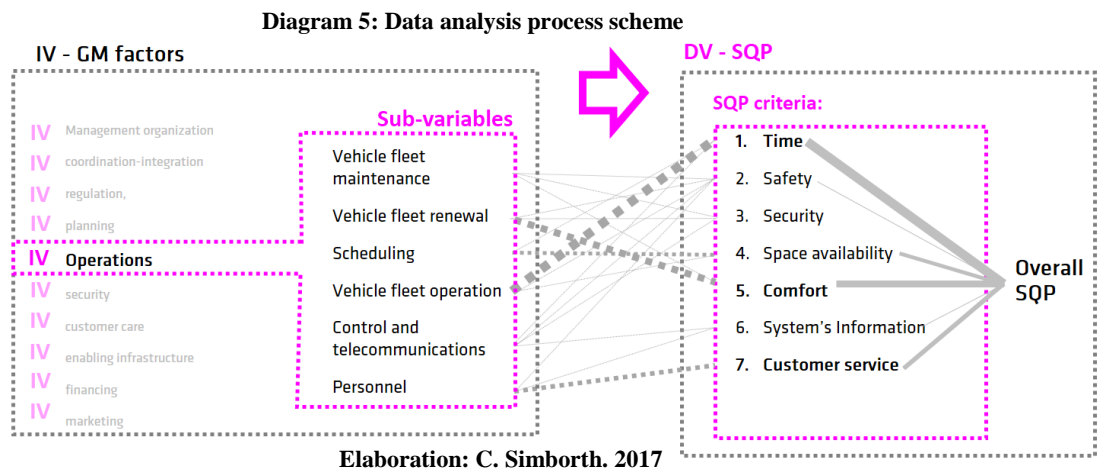 Diagram 5: Data analysis process scheme
IV - GM factors
IV Management organization
IV coordination-integration
IV regulation,
IV planning
IV Operations
IV security
IV customer care
IV enabling infrastructure
IV financing
IV marketing
Sub-variables
Vehicle fleet
maintenance
Vehicle fleet renewal
Scheduling
Vehicle fleet operation
Control and
telecommunications
Personnel
DV - SQP
SQP criteria:
1. Time
2. Safety
3. Security
4. Space availability
5. Comfort
6. System's Information
7. Customer service
Overall
SQP
Elaboration: C. Simborth. 2017